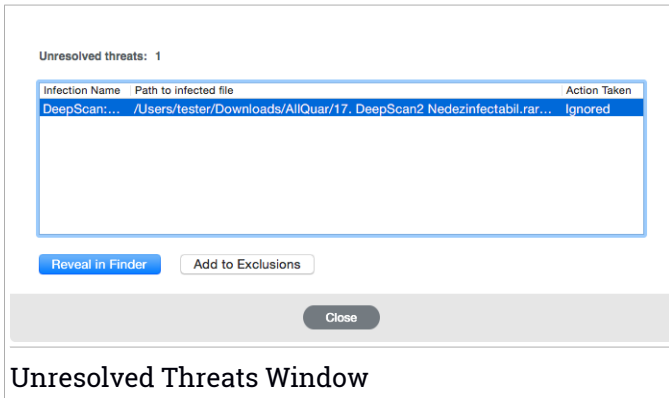 Unresolved threats: 1
Infection Name Path to infected file Action Taken
DeepScan:... /Users/tester/Downloads/AllQuar/17. DeepScan2 Nedezinfectabil.rar... Ignored
Reveal in Finder Add to Exclusions
Close
Unresolved Threats Window